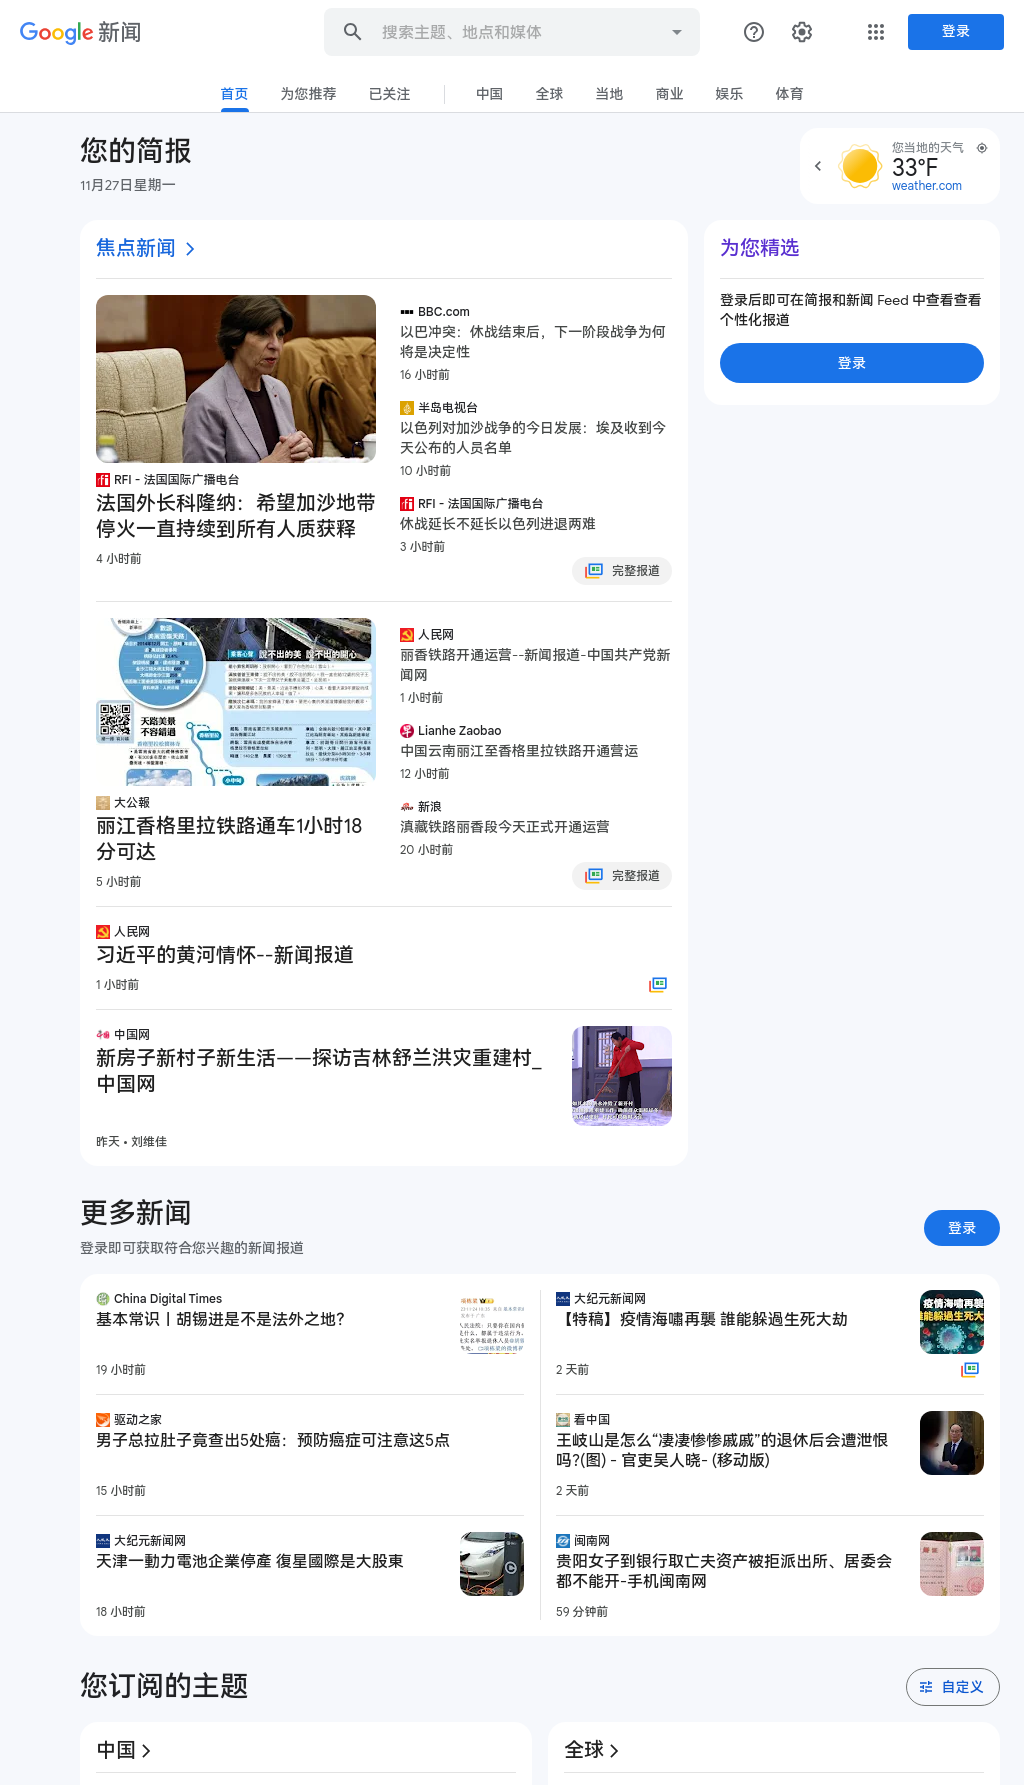 Google 新闻
搜索主题、地点和媒体
登录
首页
为您推荐
已关注
中国
全球
当地
商业
娱乐
体育
您的简报
11月27日星期一
您当地的天气
33°F
weather.com
焦点新闻
RFI - 法国国际广播电台
法国外长科隆纳：希望加沙地带
停火一直持续到所有人质获释
4 小时前
BBC.com
以巴冲突：休战结束后，下一阶段战争为何
将是决定性
16 小时前
半岛电视台
以色列对加沙战争的今日发展：埃及收到今
天公布的人员名单
10 小时前
RFI - 法国国际广播电台
休战延长不延长以色列进退两难
3 小时前
完整报道
为您精选
登录后即可在简报和新闻 Feed 中查看查看
个性化报道
登录
說不出的美 說不出的開心
天路美景
不容錯過
大公報
丽江香格里拉铁路通车1小时18
分可达
5 小时前
人民网
丽香铁路开通运营--新闻报道-中国共产党新
闻网
1 小时前
Lianhe Zaobao
中国云南丽江至香格里拉铁路开通营运
12 小时前
新浪
滇藏铁路丽香段今天正式开通运营
20 小时前
完整报道
人民网
习近平的黄河情怀--新闻报道
1 小时前
中国网
新房子新村子新生活——探访吉林舒兰洪灾重建村_
中国网
昨天 • 刘维佳
更多新闻
登录即可获取符合您兴趣的新闻报道
登录
China Digital Times
基本常识丨胡锡进是不是法外之地？
19 小时前
驱动之家
男子总拉肚子竟查出5处癌：预防癌症可注意这5点
15 小时前
大纪元新闻网
天津一動力電池企業停產 復星國際是大股東
18 小时前
大纪元新闻网
【特稿】疫情海嘯再襲 誰能躲過生死大劫
2 天前
疫情海嘯再襲
能躲過生死大
看中国
王岐山是怎么“凄凄惨惨戚戚”的退休后会遭泄恨
吗?(图) - 官吏吴人晓- (移动版)
2 天前
闽南网
贵阳女子到银行取亡夫资产被拒派出所、居委会
都不能开-手机闽南网
59 分钟前
您订阅的主题
自定义
中国
全球